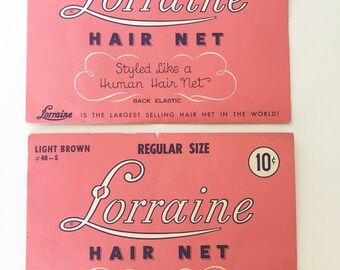 Lorraine
HAIR NET
Styled Like a
Human Hair Net
BACK ELASTIC
Lorraine IS THE LARGEST SELLING HAIR NET IN THE WORLD!
LIGHT BROWN REGULAR SIZE 10¢
#40-S
Lorraine
HAIR NET